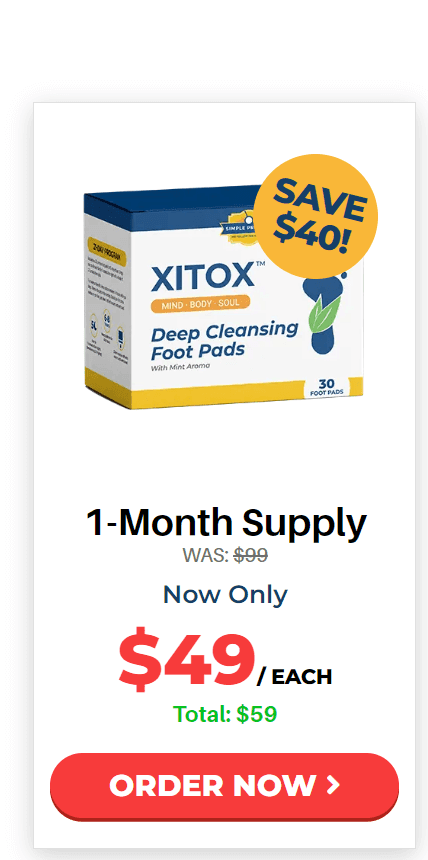 SAVE
$40!
XITOX™
MIND · BODY · SOUL
Deep Cleansing
Foot Pads
With Mint Aroma
30
FOOT PADS
1-Month Supply
WAS: $99
Now Only
$49/ EACH
Total: $59
ORDER NOW >